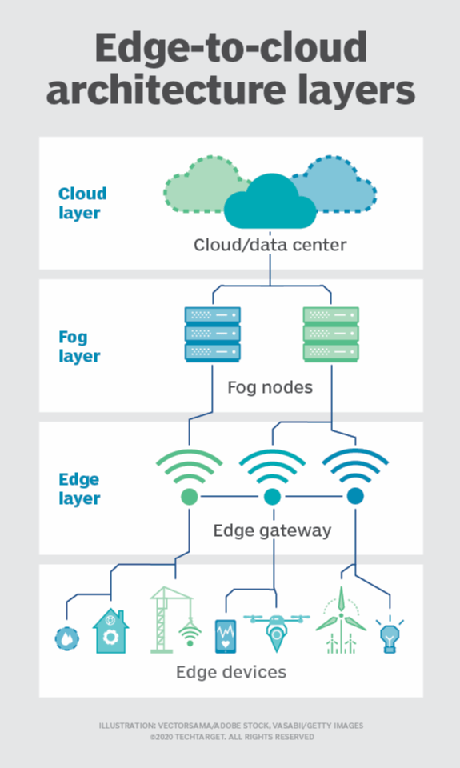 Edge-to-cloud
architecture layers
Cloud
layer
Cloud/data center
Fog
layer
Fog nodes
Edge
layer
Edge gateway
Edge devices
ILLUSTRATION: VECTORSAMA/ADOBE STOCK, VASABII/GETTY IMAGES
©2020 TECHTARGET. ALL RIGHTS RESERVED